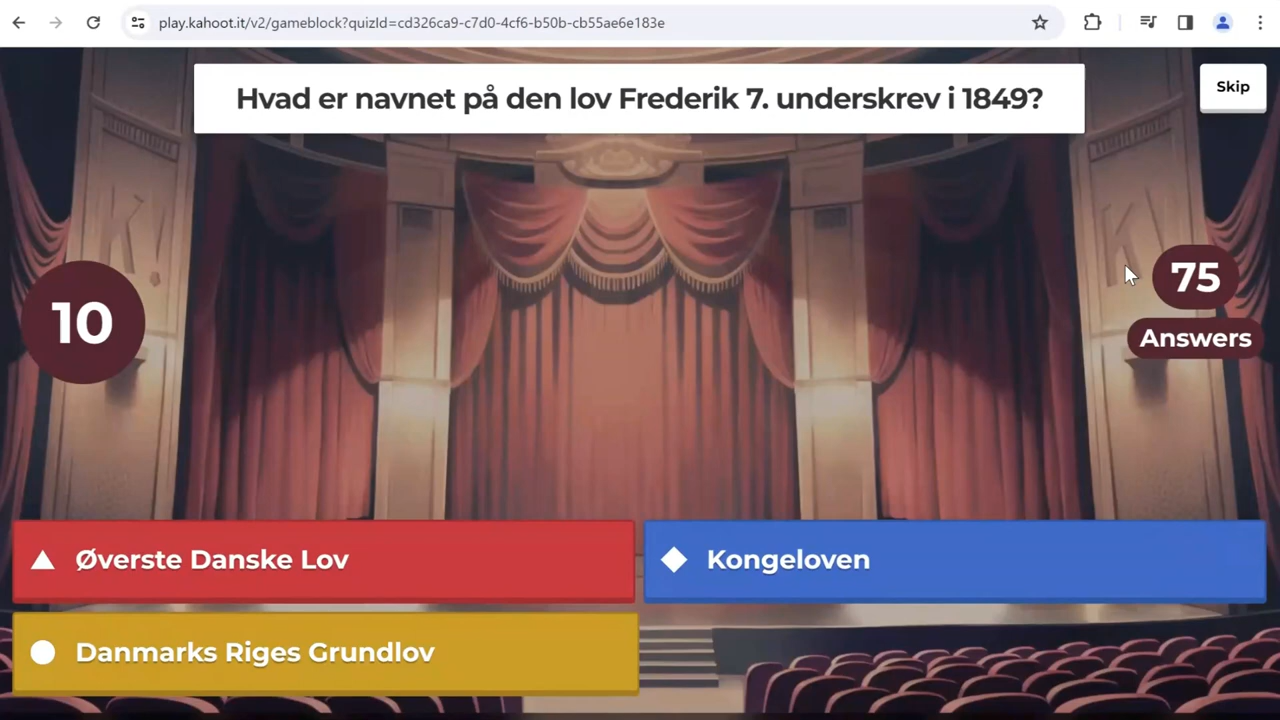 play.kahoot.it/v2/gameblock?quizId=cd326ca9-c7d0-4cf6-b50b-cb55ae6e183e
Hvad er navnet på den lov Frederik 7. underskrev i 1849?
Skip
K!
K!
10
75
Answers
Øverste Danske Lov
Kongeloven
Danmarks Riges Grundlov